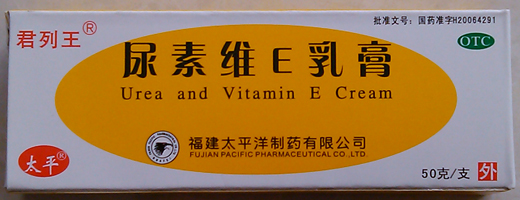 君列王®
批准文号：国药准字H20064291
OTC
尿素维E乳膏
Urea and Vitamin E Cream
太平®
福建太平洋制药有限公司
FUJIAN PACIFIC PHARMACEUTICAL CO.,LTD.
50克/支
外